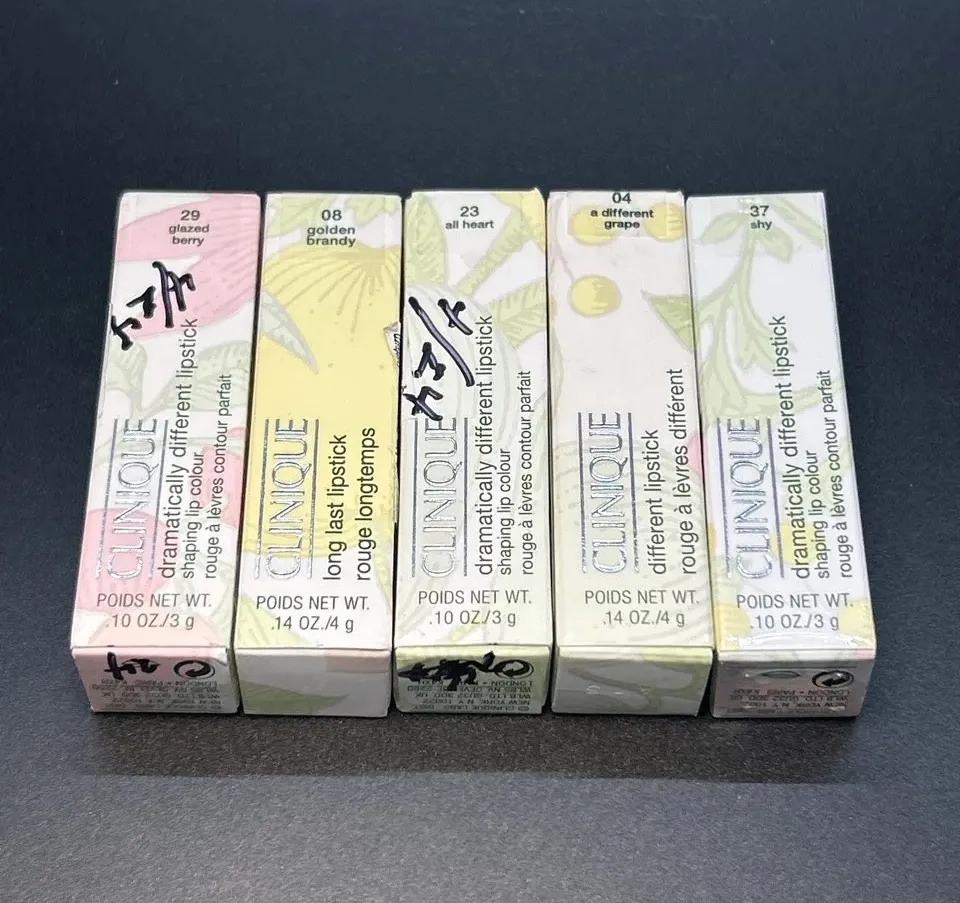 29
glazed
berry
CLINIQUE
dramatically different lipstick
shaping lip colour
rouge à lèvres contour parfait
POIDS NET WT.
.10 OZ./3 g
08
golden
brandy
CLINIQUE
long last lipstick
rouge longtemps
POIDS NET WT.
.14 OZ./4 g
23
all heart
CLINIQUE
dramatically different lipstick
shaping lip colour
rouge à lèvres contour parfait
POIDS NET WT.
.10 OZ./3 g
04
a different
grape
CLINIQUE
different lipstick
rouge à lèvres différent
POIDS NET WT.
.14 OZ./4 g
37
shy
CLINIQUE
dramatically different lipstick
shaping lip colour
rouge à lèvres contour parfait
POIDS NET WT.
.10 OZ./3 g